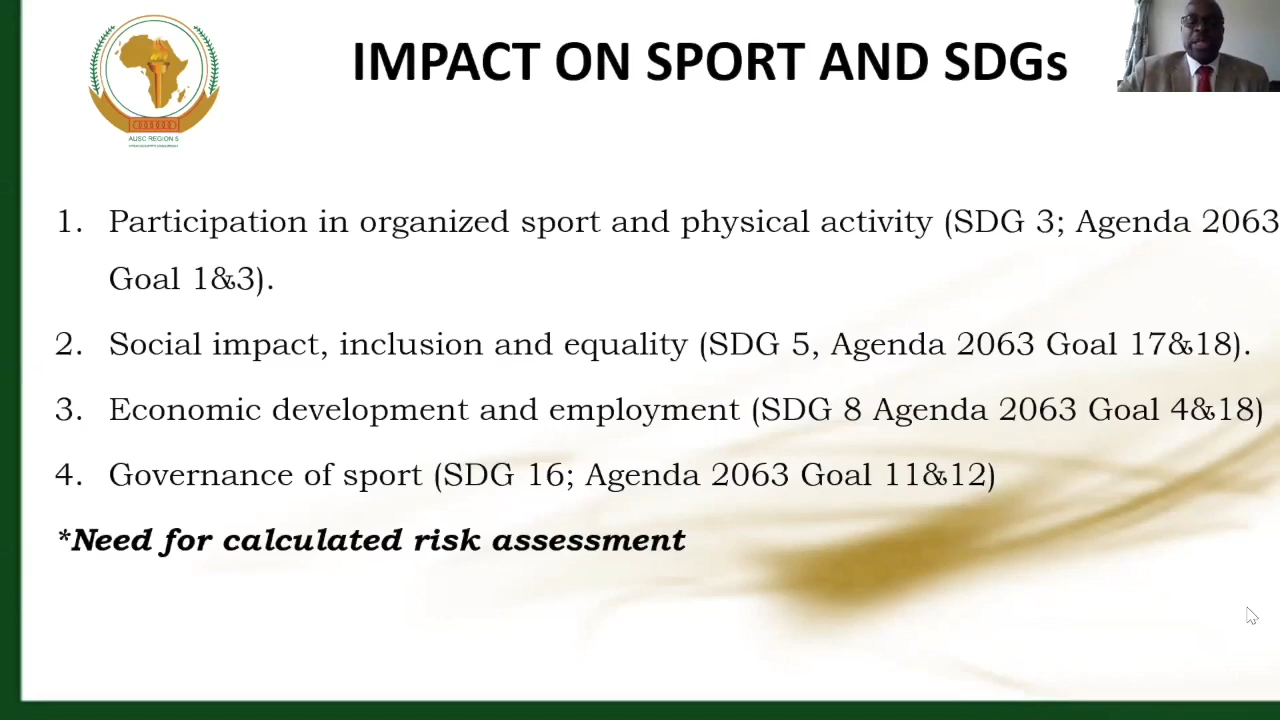 IMPACT ON SPORT AND SDGs
AUSC REGION 5
1. Participation in organized sport and physical activity (SDG 3; Agenda 2063
Goal 1&3).
2. Social impact, inclusion and equality (SDG 5, Agenda 2063 Goal 17&18).
3. Economic development and employment (SDG 8 Agenda 2063 Goal 4&18)
4. Governance of sport (SDG 16; Agenda 2063 Goal 11&12)
*Need for calculated risk assessment